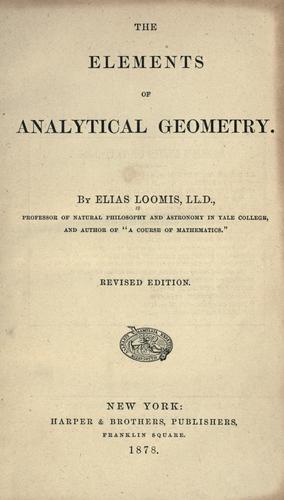 THE
ELEMENTS
OF
ANALYTICAL GEOMETRY.
BY ELIAS LOOMIS, LL.D.,
PROFESSOR OF NATURAL PHILOSOPHY AND ASTRONOMY IN YALE COLLEGE,
AND AUTHOR OF "A COURSE OF MATHEMATICS."
REVISED EDITION.
NEW YORK:
HARPER & BROTHERS, PUBLISHERS,
FRANKLIN SQUARE.
1878.